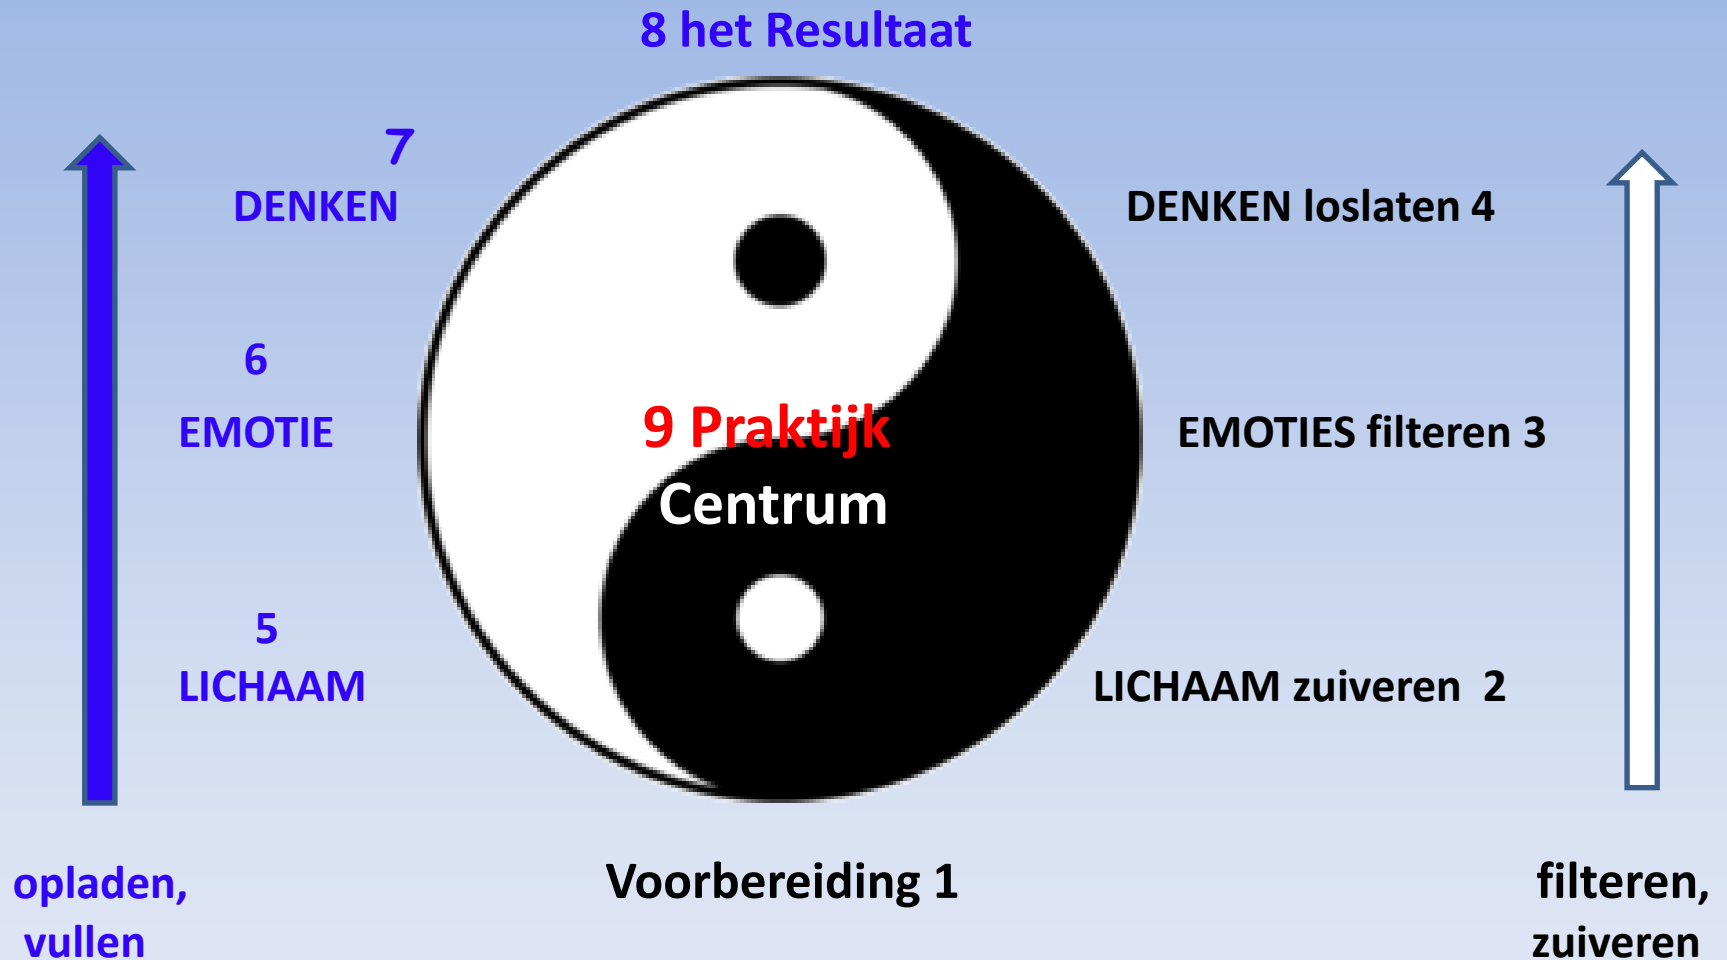 8 het Resultaat
7
DENKEN
DENKEN loslaten 4
6
EMOTIE
9 Praktijk
Centrum
EMOTIES filteren 3
5
LICHAAM
LICHAAM zuiveren  2
opladen,
vullen
Voorbereiding 1
filteren,
zuiveren